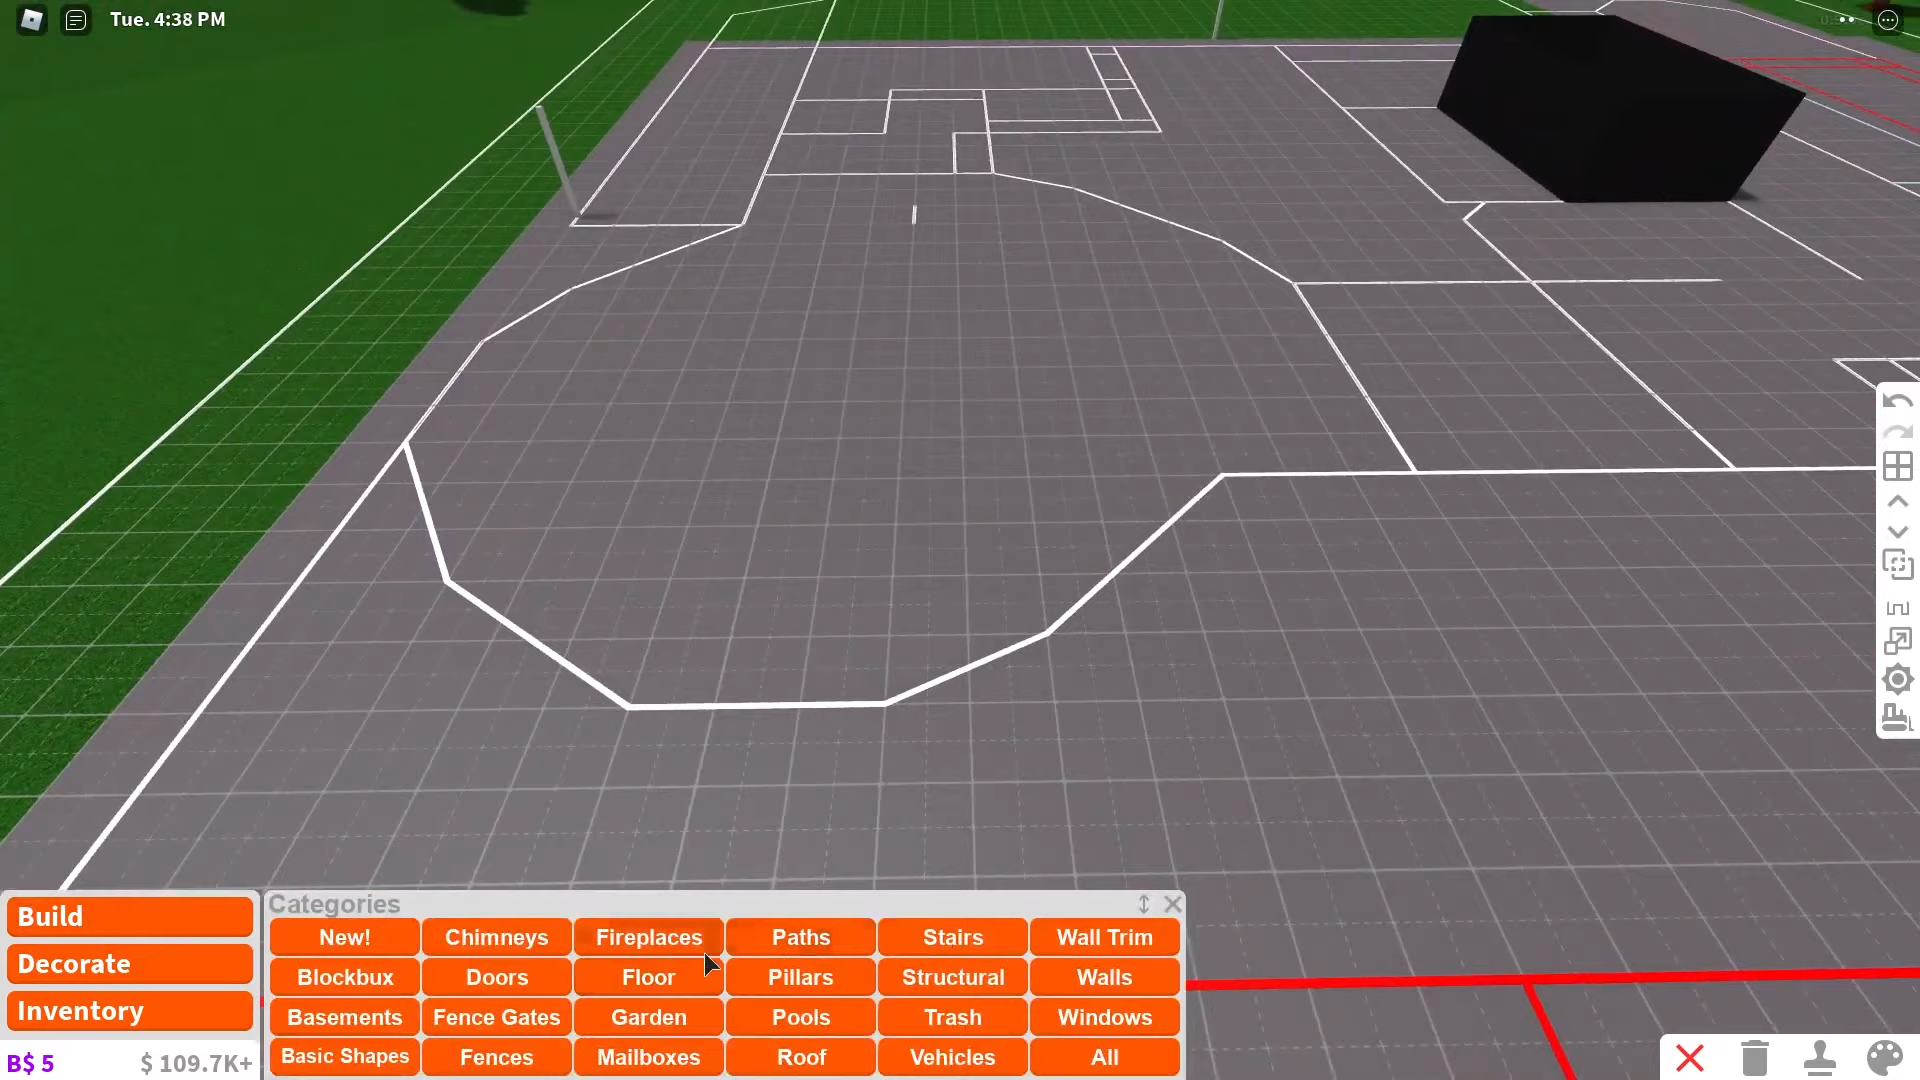 Tue. 4:38 PM
Build
Decorate
Inventory
B$ 5 $ 109.7K+
Categories
New! Chimneys Fireplaces Paths Stairs Wall Trim
Blockbux Doors Floor Pillars Structural Walls
Basements Fence Gates Garden Pools Trash Windows
Basic Shapes Fences Mailboxes Roof Vehicles All